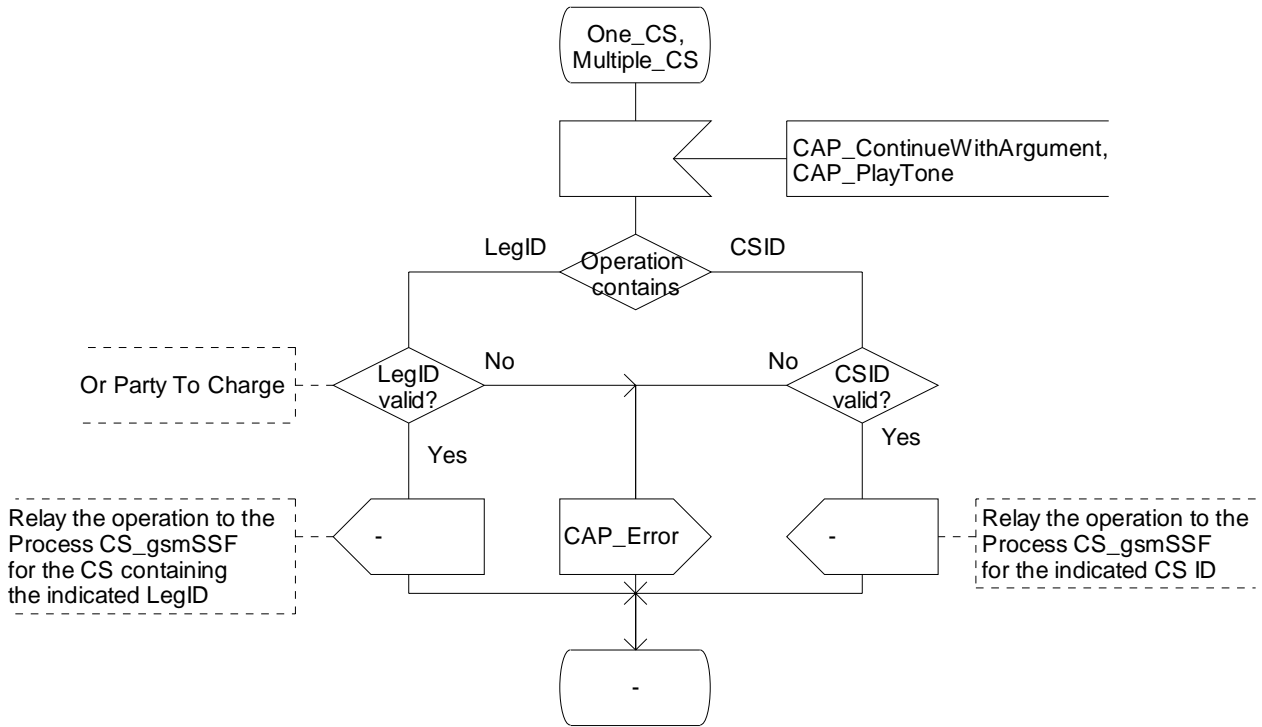 One_CS,
Multiple_CS
CAP_ContinueWithArgument,
CAP_PlayTone
LegID
Operation
contains
CSID
Or Party To Charge
LegID
valid?
No
No
CSID
valid?
Yes
Yes
Relay the operation to the
Process CS_gsmSSF
for the CS containing
the indicated LegID
-
CAP_Error
-
Relay the operation to the
Process CS_gsmSSF
for the indicated CS ID
-